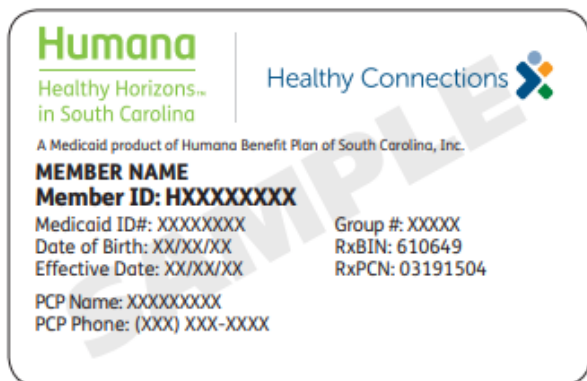 Humana
Healthy Horizons™
in South Carolina
Healthy Connections
A Medicaid product of Humana Benefit Plan of South Carolina, Inc.
MEMBER NAME
Member ID: HXXXXXXXX
Medicaid ID#: XXXXXXXX
Group #: XXXXX
Date of Birth: XX/XX/XX
RxBIN: 610649
Effective Date: XX/XX/XX
RxPCN: 03191504
PCP Name: XXXXXXXXX
PCP Phone: (XXX) XXX-XXXX
SAMPLE